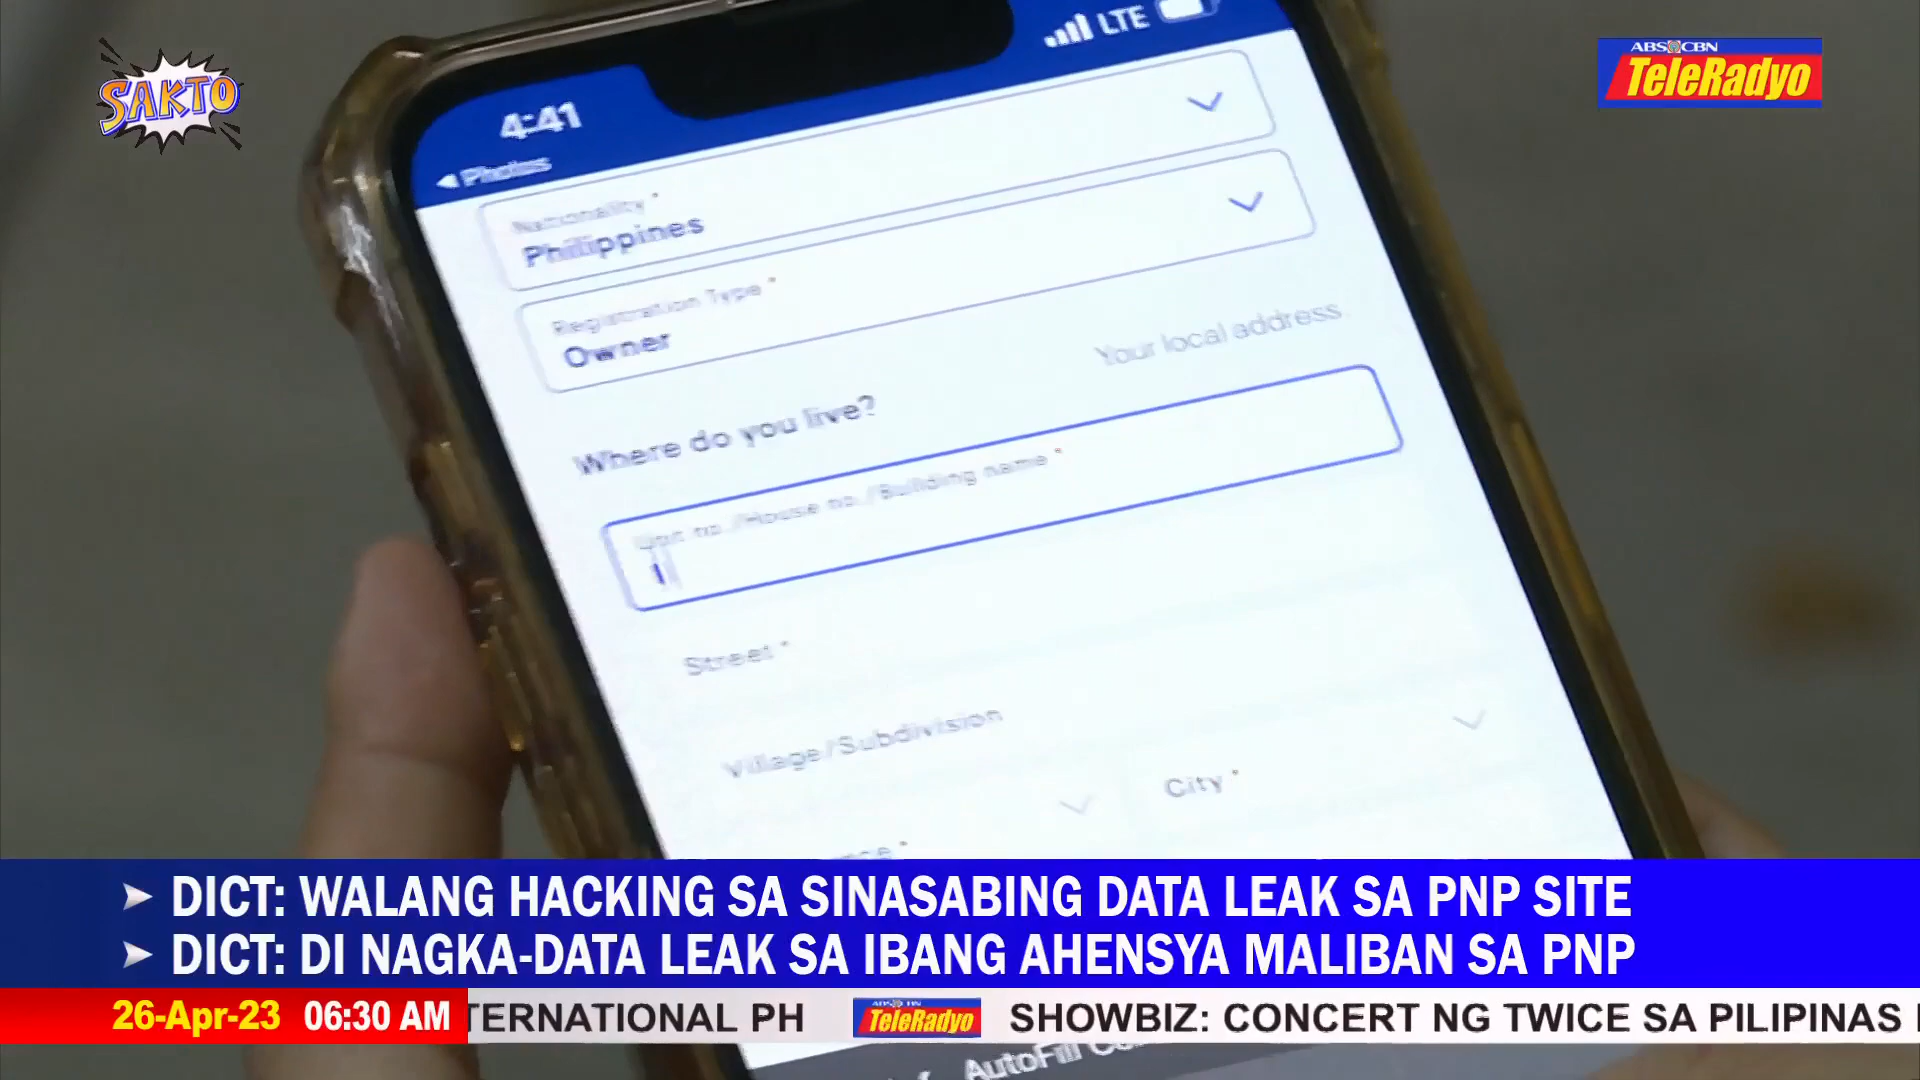 SAKTO
ABS-CBN
TeleRadyo
4:41
LTE
Photos
Nationality *
Philippines
Registration Type *
Owner
Where do you live?
Your local address
Unit no./House no./Building name *
Street *
Village/Subdivision
City *
DICT: WALANG HACKING SA SINASABING DATA LEAK SA PNP SITE
DICT: DI NAGKA-DATA LEAK SA IBANG AHENSYA MALIBAN SA PNP
26-Apr-23 06:30 AM
TERNATIONAL PH ABS-CBN TeleRadyo SHOWBIZ: CONCERT NG TWICE SA PILIPINAS
AutoFill